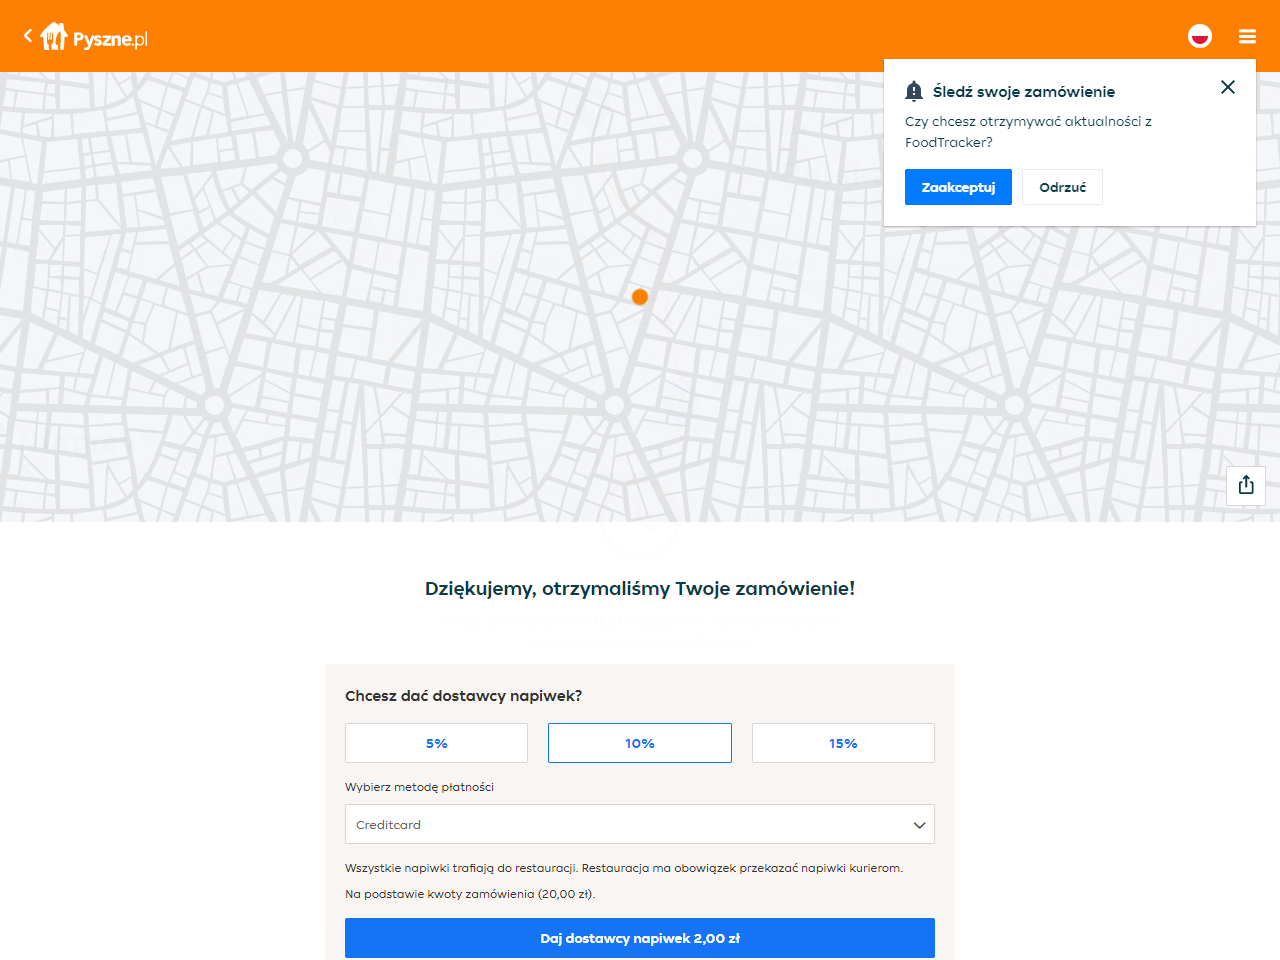 Pyszne.pl
Śledź swoje zamówienie
Czy chcesz otrzymywać aktualności z
FoodTracker?
Zaakceptuj
Odrzuć
Dziękujemy, otrzymaliśmy Twoje zamówienie!
Chcesz dać dostawcy napiwek?
5%
10%
15%
Wybierz metodę płatności
Creditcard
Wszystkie napiwki trafiają do restauracji. Restauracja ma obowiązek przekazać napiwki kurierom.
Na podstawie kwoty zamówienia (20,00 zł).
Daj dostawcy napiwek 2,00 zł